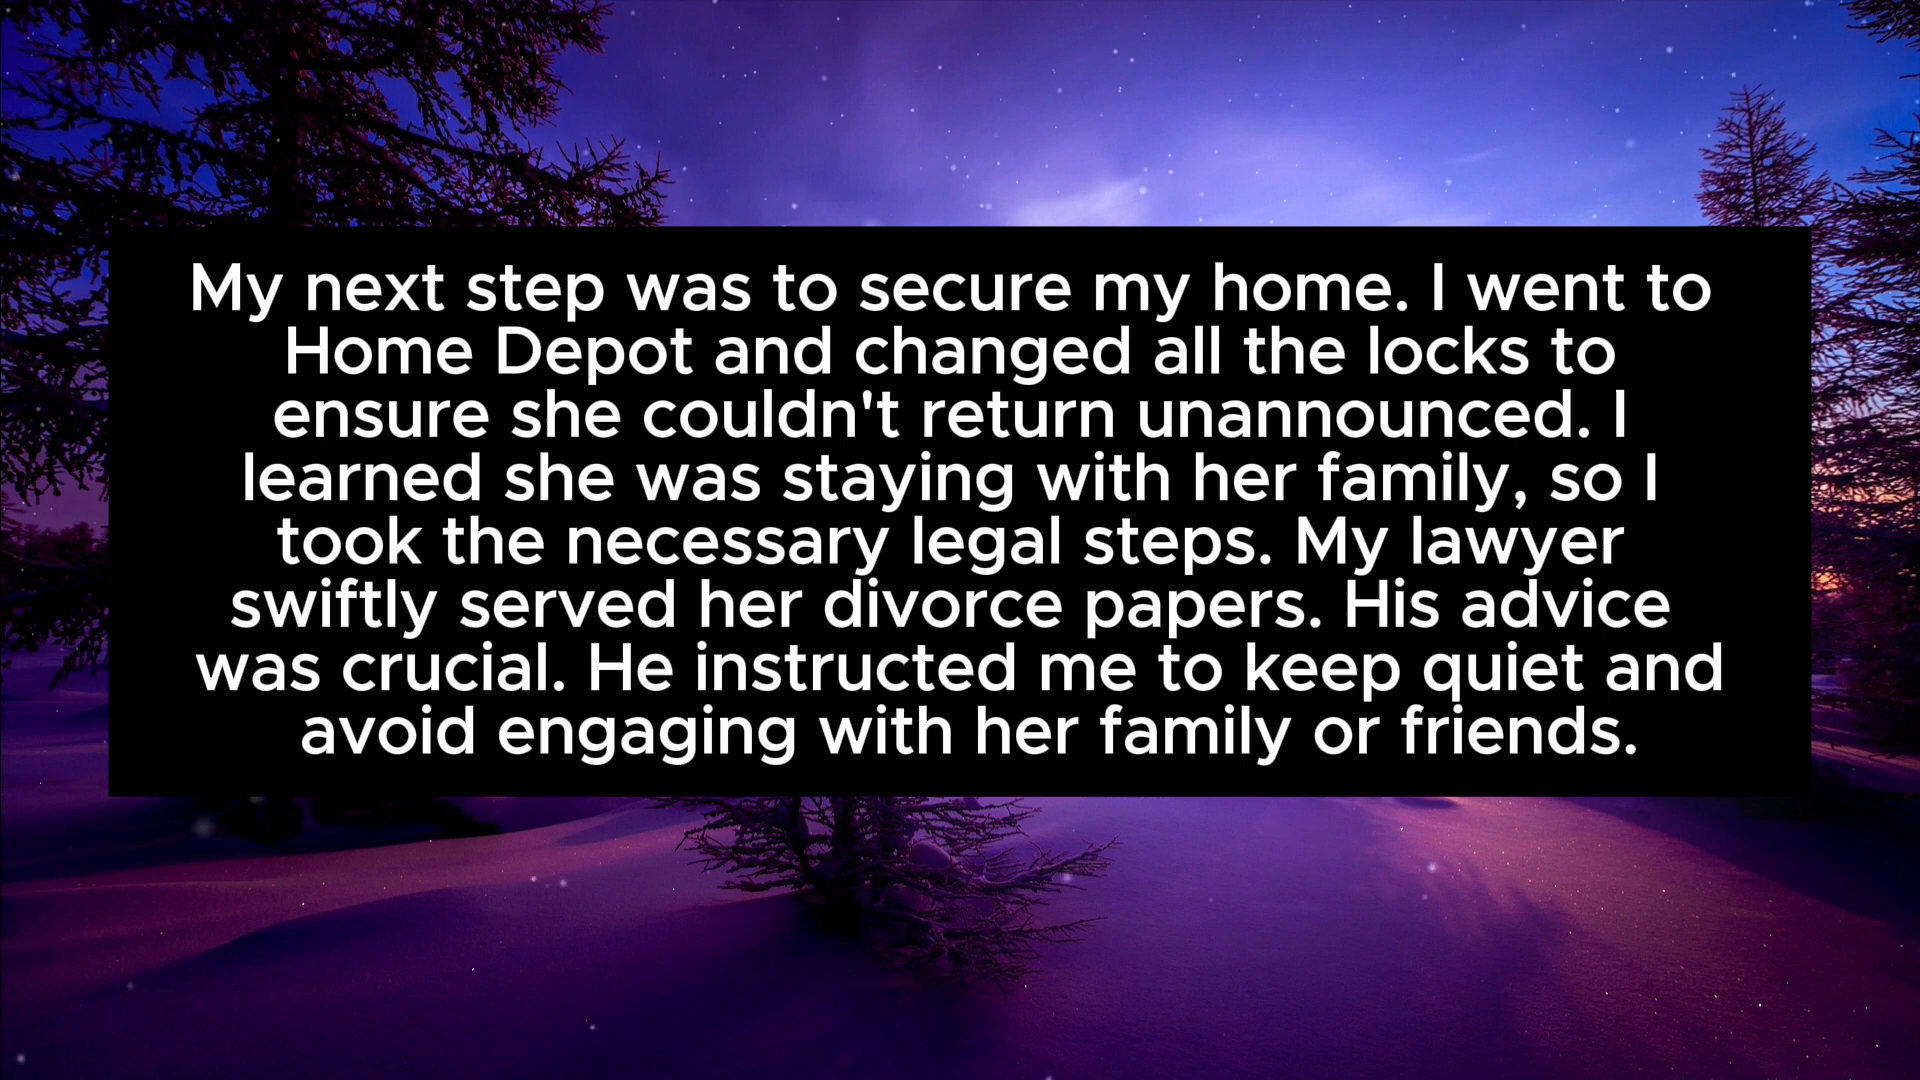 My next step was to secure my home. I went to
Home Depot and changed all the locks to
ensure she couldn't return unannounced. I
learned she was staying with her family, so I
took the necessary legal steps. My lawyer
swiftly served her divorce papers. His advice
was crucial. He instructed me to keep quiet and
avoid engaging with her family or friends.